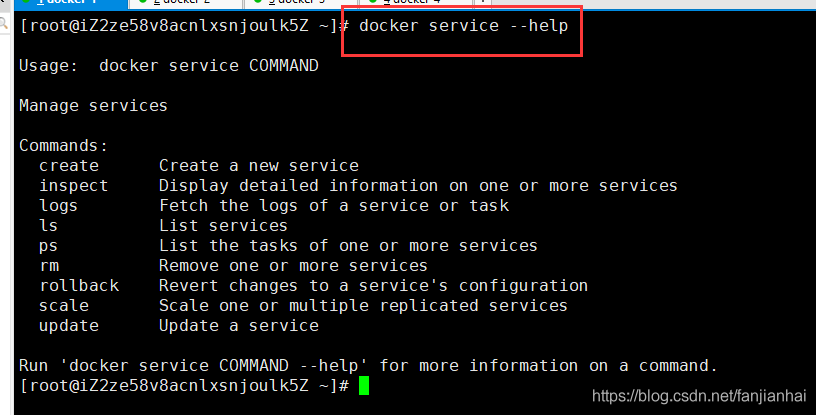 1 docker 1 2 docker 2 3 docker 3 4 docker 4 +
[root@iZ2ze58v8acnlxsnjoulk5Z ~]# docker service --help
Usage:  docker service COMMAND
Manage services
Commands:
  create      Create a new service
  inspect     Display detailed information on one or more services
  logs        Fetch the logs of a service or task
  ls          List services
  ps          List the tasks of one or more services
  rm          Remove one or more services
  rollback    Revert changes to a service's configuration
  scale       Scale one or multiple replicated services
  update      Update a service
Run 'docker service COMMAND --help' for more information on a command.
[root@iZ2ze58v8acnlxsnjoulk5Z ~]#
https://blog.csdn.net/fanjianhai